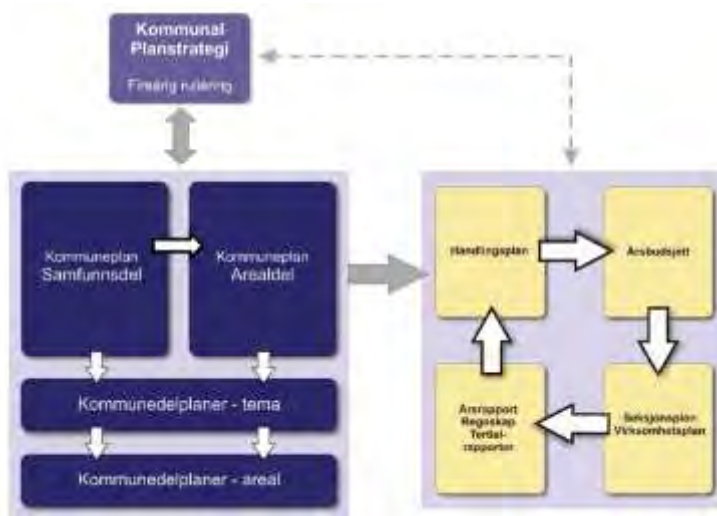 Kommunal
Planstrategi
Fireårig rullering
Kommuneplan
Samfunnsdel
Kommuneplan
Arealdel
Kommunedelplaner - tema
Kommunedelplaner - areal
Handlingsplan
Årsbudsjett
Årsrapport
Regnskap
Tertial-
rapporter
Seksjonsplan
Virksomhetsplan